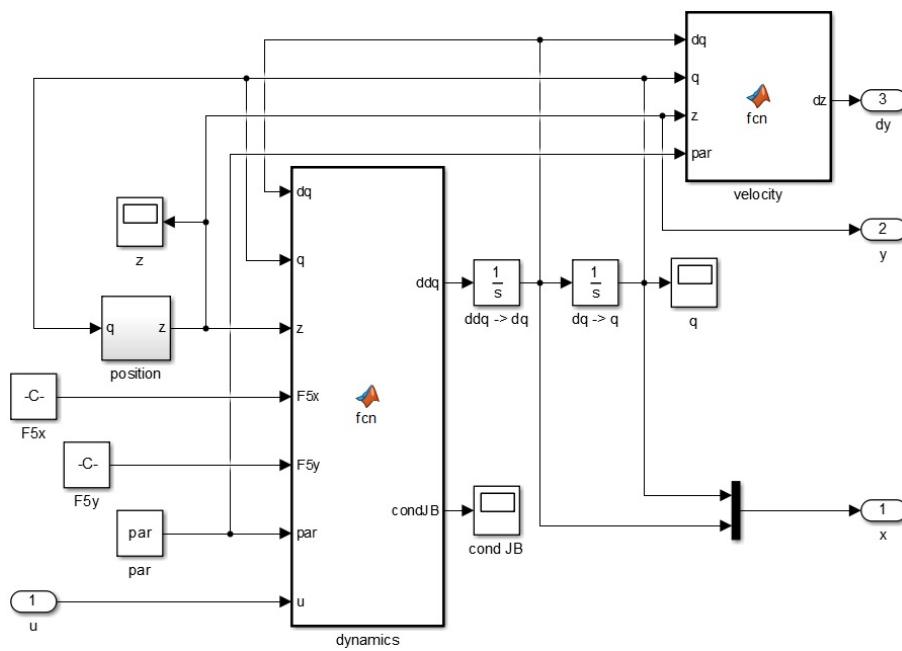 dq
q
fcn
dz
z
par
velocity
3
dy
z
dq
q
ddq
1
s
ddq -> dq
1
s
dq -> q
q
2
y
q
z
position
z
-C-
F5x
F5x
fcn
-C-
F5y
F5y
condJB
cond JB
par
par
par
1
u
u
dynamics
1
x